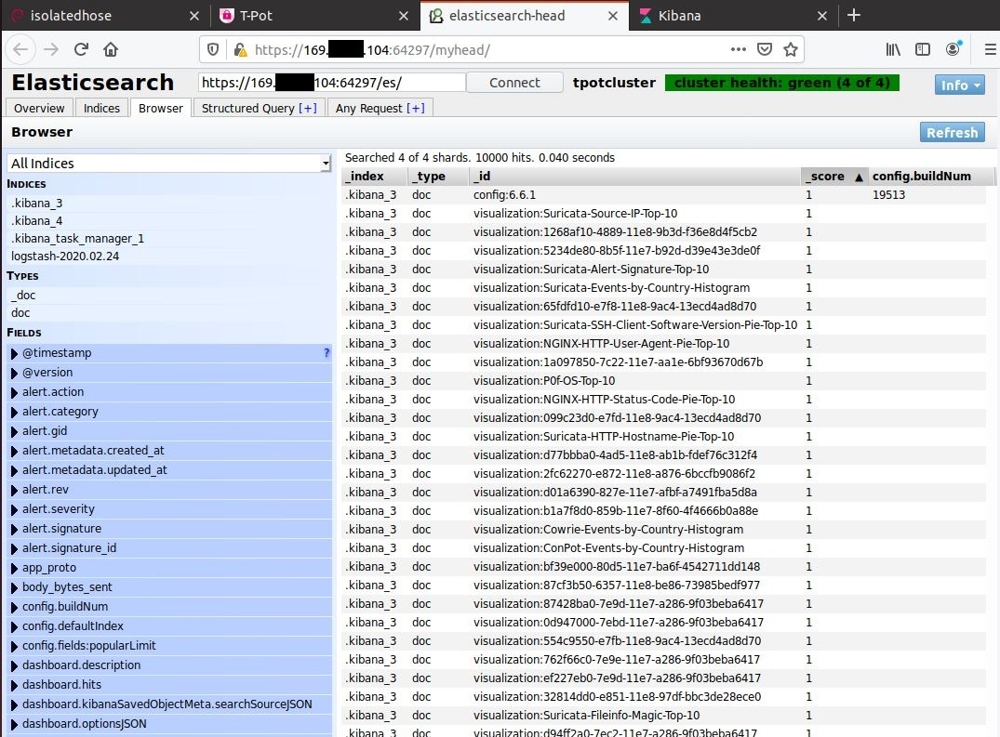 isolatedhose
T-Pot
elasticsearch-head
Kibana
https://169. .104:64297/myhead/
Elasticsearch
https://169. 104:64297/es/
Connect
tpotcluster
cluster health: green (4 of 4)
Info
Overview
Indices
Browser
Structured Query [+]
Any Request [+]
Browser
Refresh
All Indices
INDICES
.kibana_3
.kibana_4
.kibana_task_manager_1
logstash-2020.02.24
TYPES
_doc
doc
FIELDS
@timestamp ?
@version
alert.action
alert.category
alert.gid
alert.metadata.created_at
alert.metadata.updated_at
alert.rev
alert.severity
alert.signature
alert.signature_id
app_proto
body_bytes_sent
config.buildNum
config.defaultIndex
config.fields:popularLimit
dashboard.description
dashboard.hits
dashboard.kibanaSavedObjectMeta.searchSourceJSON
dashboard.optionsJSON
Searched 4 of 4 shards. 10000 hits. 0.040 seconds
_index _type _id _score ▲ config.buildNum
.kibana_3 doc config:6.6.1 1 19513
.kibana_3 doc visualization:Suricata-Source-IP-Top-10 1
.kibana_3 doc visualization:1268af10-4889-11e8-9b3d-f36e8d4f5cb2 1
.kibana_3 doc visualization:5234de80-8b5f-11e7-b92d-d39e43e3de0f 1
.kibana_3 doc visualization:Suricata-Alert-Signature-Top-10 1
.kibana_3 doc visualization:Suricata-Events-by-Country-Histogram 1
.kibana_3 doc visualization:65fdfd10-e7f8-11e8-9ac4-13ecd4ad8d70 1
.kibana_3 doc visualization:Suricata-SSH-Client-Software-Version-Pie-Top-10 1
.kibana_3 doc visualization:NGINX-HTTP-User-Agent-Pie-Top-10 1
.kibana_3 doc visualization:1a097850-7c22-11e7-aa1e-6bf93670d67b 1
.kibana_3 doc visualization:P0f-OS-Top-10 1
.kibana_3 doc visualization:NGINX-HTTP-Status-Code-Pie-Top-10 1
.kibana_3 doc visualization:099c23d0-e7fd-11e8-9ac4-13ecd4ad8d70 1
.kibana_3 doc visualization:Suricata-HTTP-Hostname-Pie-Top-10 1
.kibana_3 doc visualization:d77bbba0-4ad5-11e8-ab1b-fdef76c312f4 1
.kibana_3 doc visualization:2fc62270-e872-11e8-a876-6bccfb9086f2 1
.kibana_3 doc visualization:d01a6390-827e-11e7-afbf-a7491fba5d8a 1
.kibana_3 doc visualization:b1a7f8d0-859b-11e7-8f60-4f4666b0a88e 1
.kibana_3 doc visualization:Cowrie-Events-by-Country-Histogram 1
.kibana_3 doc visualization:ConPot-Events-by-Country-Histogram 1
.kibana_3 doc visualization:bf39e000-80d5-11e7-ba6f-4542711dd148 1
.kibana_3 doc visualization:87cf3b50-6357-11e8-be86-73985bedf977 1
.kibana_3 doc visualization:87428ba0-7e9d-11e7-a286-9f03beba6417 1
.kibana_3 doc visualization:0d947000-7ebd-11e7-a286-9f03beba6417 1
.kibana_3 doc visualization:554c9550-e7fb-11e8-9ac4-13ecd4ad8d70 1
.kibana_3 doc visualization:762f66c0-7e9e-11e7-a286-9f03beba6417 1
.kibana_3 doc visualization:ef227eb0-7e9d-11e7-a286-9f03beba6417 1
.kibana_3 doc visualization:32814dd0-e851-11e8-97df-bbc3de28ece0 1
.kibana_3 doc visualization:Suricata-Fileinfo-Magic-Top-10 1
.kibana_3 doc visualization:d94ff2a0-7ec2-11e7-a286-9f03beba6417 1